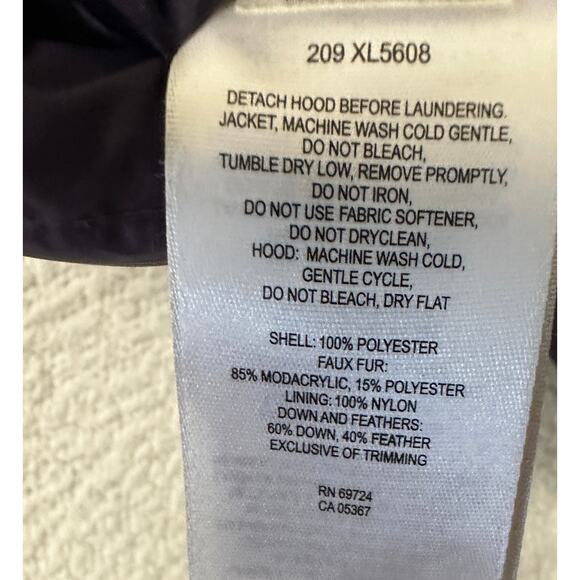 209 XL5608
DETACH HOOD BEFORE LAUNDERING.
JACKET, MACHINE WASH COLD GENTLE,
DO NOT BLEACH,
TUMBLE DRY LOW, REMOVE PROMPTLY,
DO NOT IRON,
DO NOT USE FABRIC SOFTENER,
DO NOT DRYCLEAN,
HOOD: MACHINE WASH COLD,
GENTLE CYCLE,
DO NOT BLEACH, DRY FLAT
SHELL: 100% POLYESTER
FAUX FUR:
85% MODACRYLIC, 15% POLYESTER
LINING: 100% NYLON
DOWN AND FEATHERS:
60% DOWN, 40% FEATHER
EXCLUSIVE OF TRIMMING
RN 69724
CA 05367